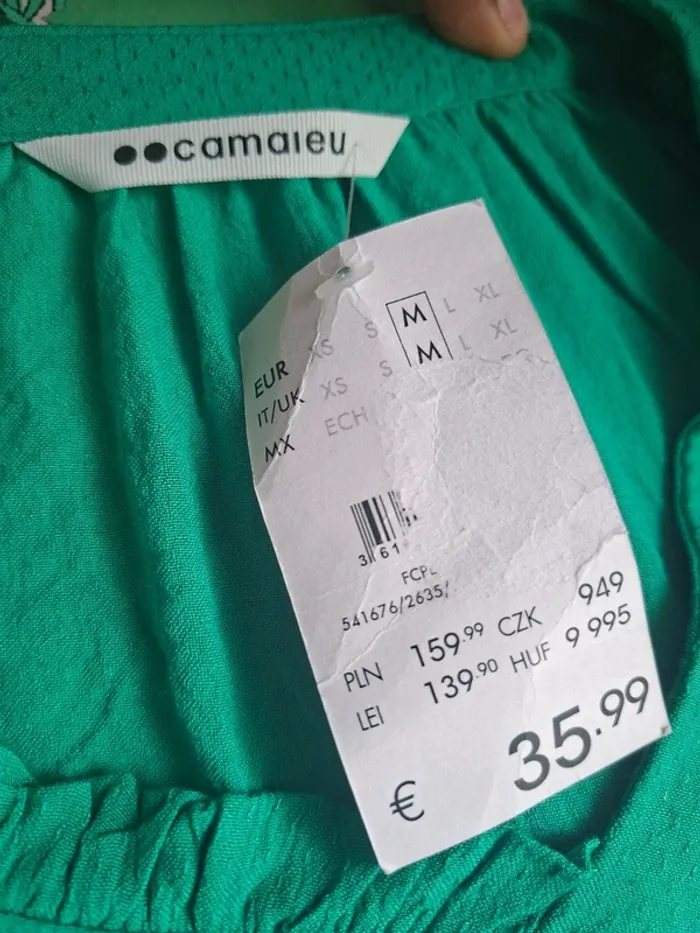 camaieu
EUR XS S M L XL
IT/UK XS S M L XL
MX ECH
3 61
541676/2635/
PLN 159.99 CZK 949
LEI 139.90 HUF 9 995
€ 35.99